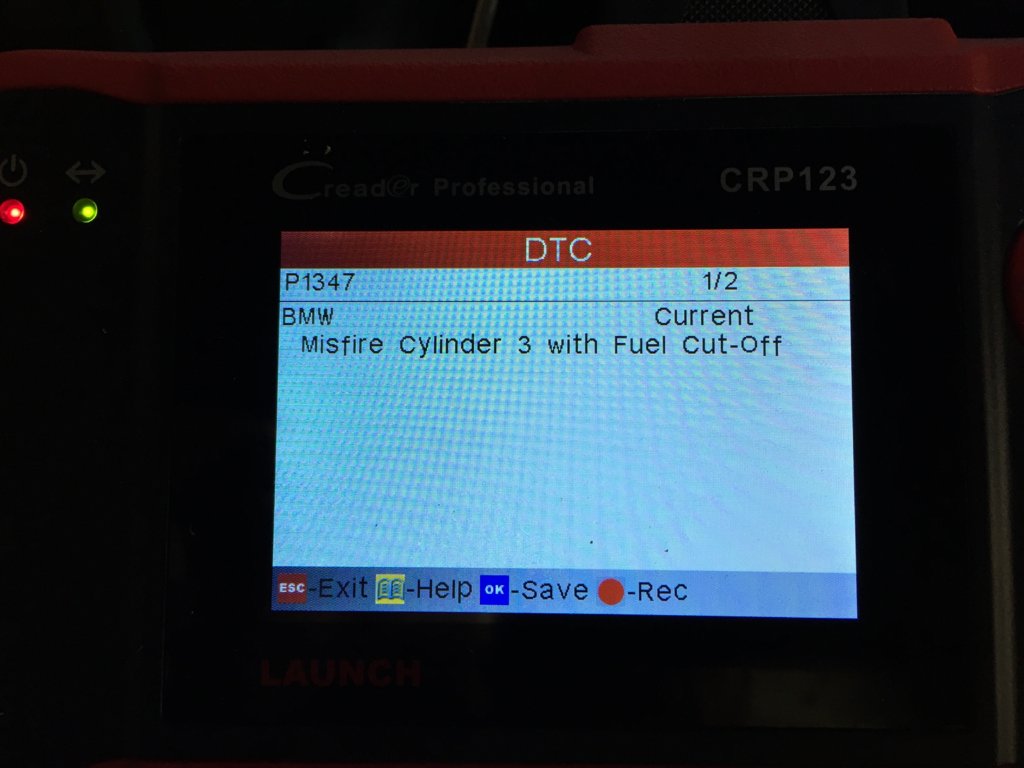 Creader Professional CRP123
DTC
P1347 1/2
BMW Current
Misfire Cylinder 3 with Fuel Cut-Off
ESC-Exit -Help OK-Save -Rec
LAUNCH